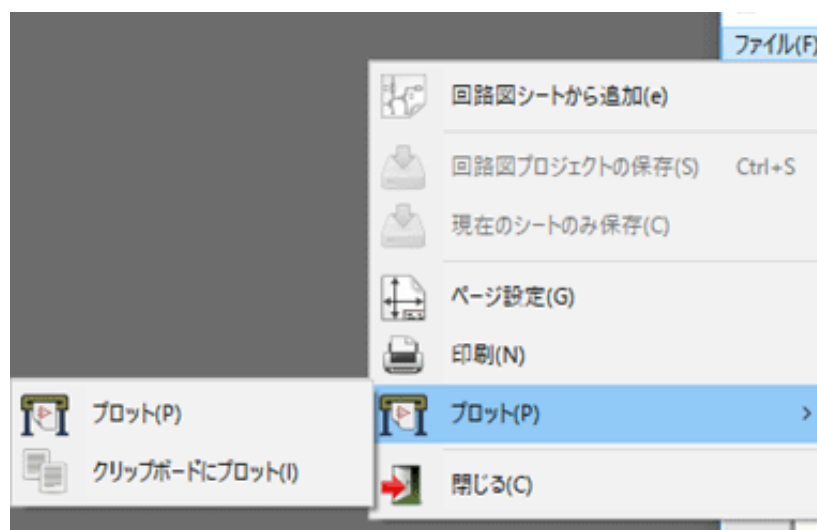 ファイル(F)
回路図シートから追加(e)
回路図プロジェクトの保存(S) Ctrl+S
現在のシートのみ保存(C)
ページ設定(G)
印刷(N)
プロット(P)
プロット(P)
クリップボードにプロット(I)
閉じる(C)